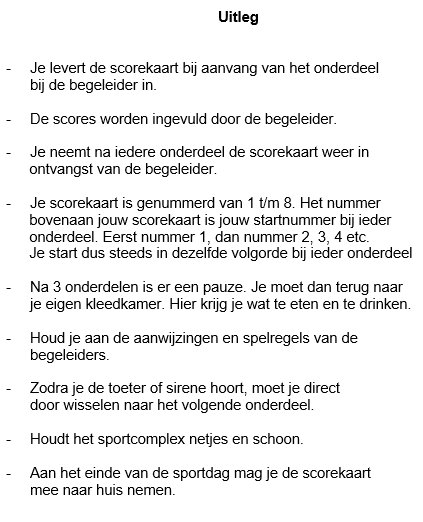 Uitleg
- Je levert de scorekaart bij aanvang van het onderdeel
bij de begeleider in.
- De scores worden ingevuld door de begeleider.
- Je neemt na iedere onderdeel de scorekaart weer in
ontvangst van de begeleider.
- Je scorekaart is genummerd van 1 t/m 8. Het nummer
bovenaan jouw scorekaart is jouw startnummer bij ieder
onderdeel. Eerst nummer 1, dan nummer 2, 3, 4 etc.
Je start dus steeds in dezelfde volgorde bij ieder onderdeel
- Na 3 onderdelen is er een pauze. Je moet dan terug naar
je eigen kleedkamer. Hier krijg je wat te eten en te drinken.
- Houd je aan de aanwijzingen en spelregels van de
begeleiders.
- Zodra je de toeter of sirene hoort, moet je direct
door wisselen naar het volgende onderdeel.
- Houdt het sportcomplex netjes en schoon.
- Aan het einde van de sportdag mag je de scorekaart
mee naar huis nemen.